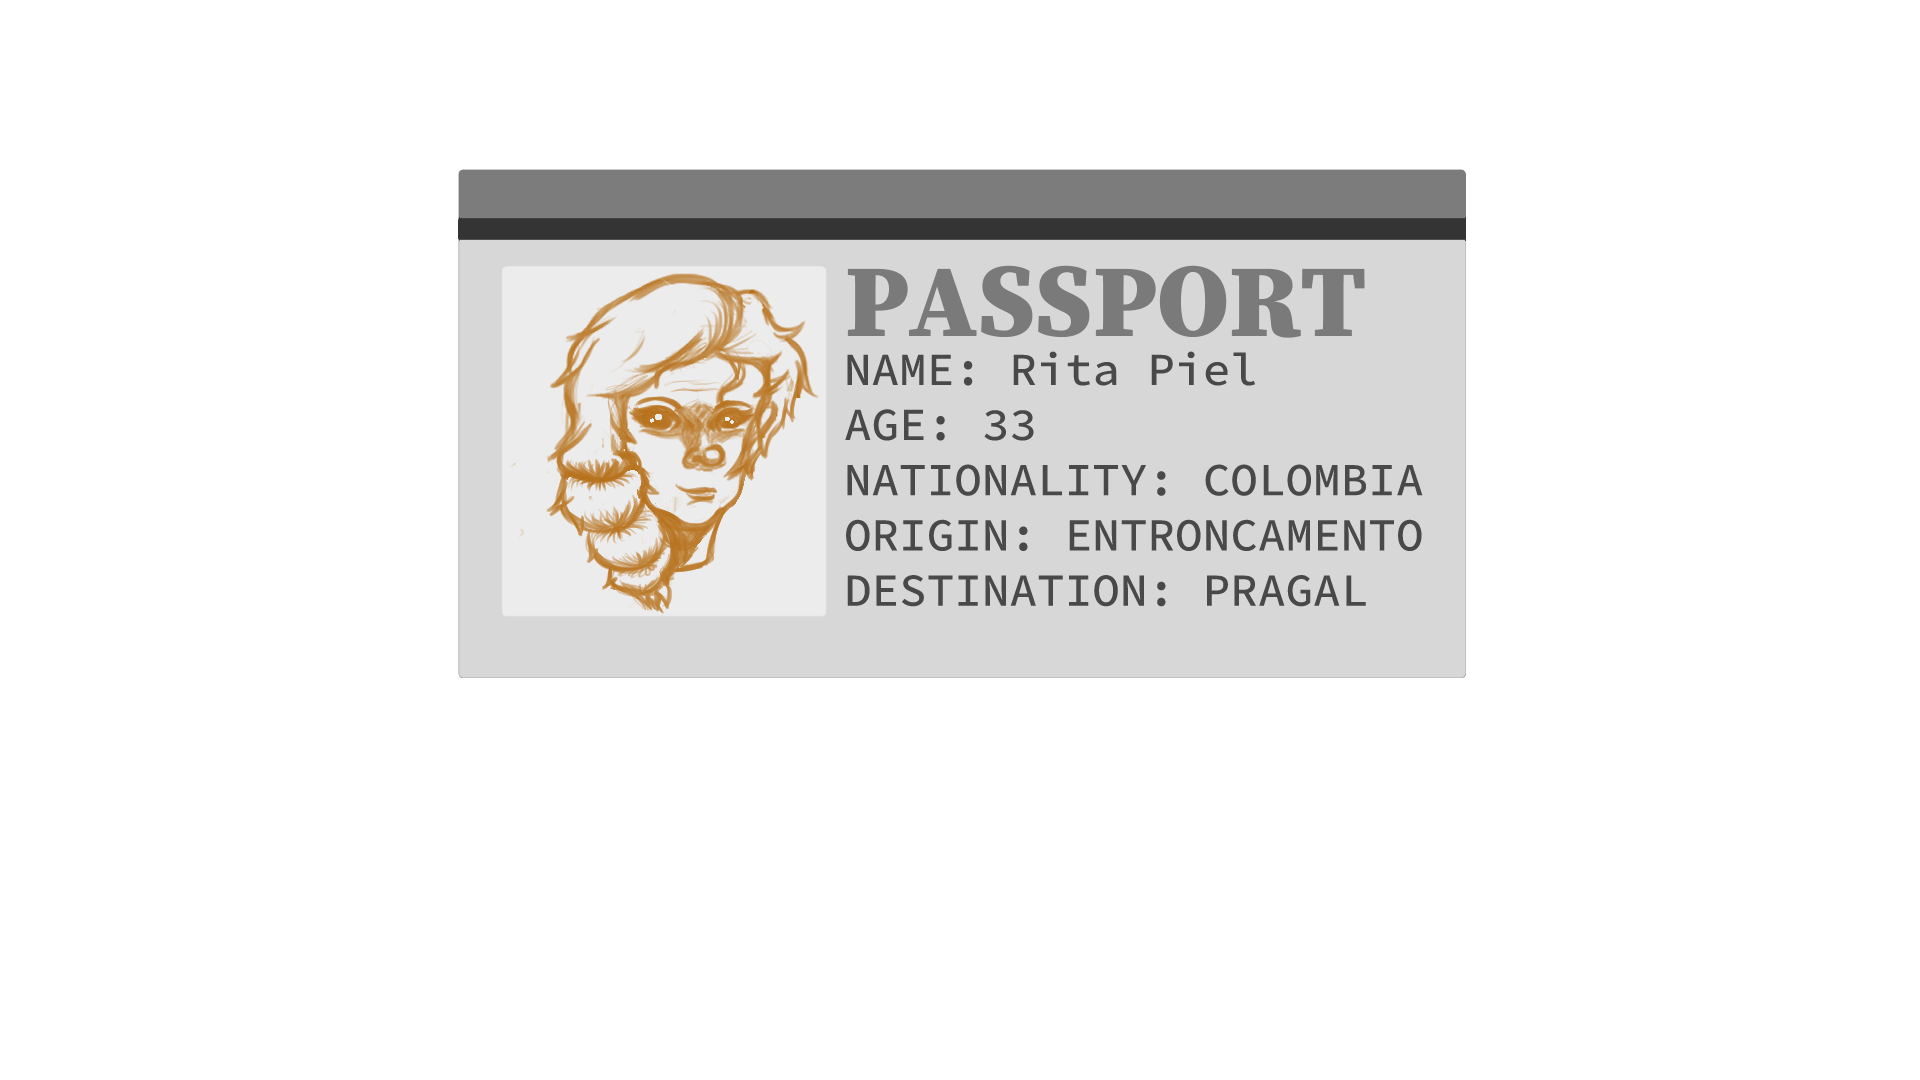 PASSPORT
NAME: Rita Piel
AGE: 33
NATIONALITY: COLOMBIA
ORIGIN: ENTRONCAMENTO
DESTINATION: PRAGAL